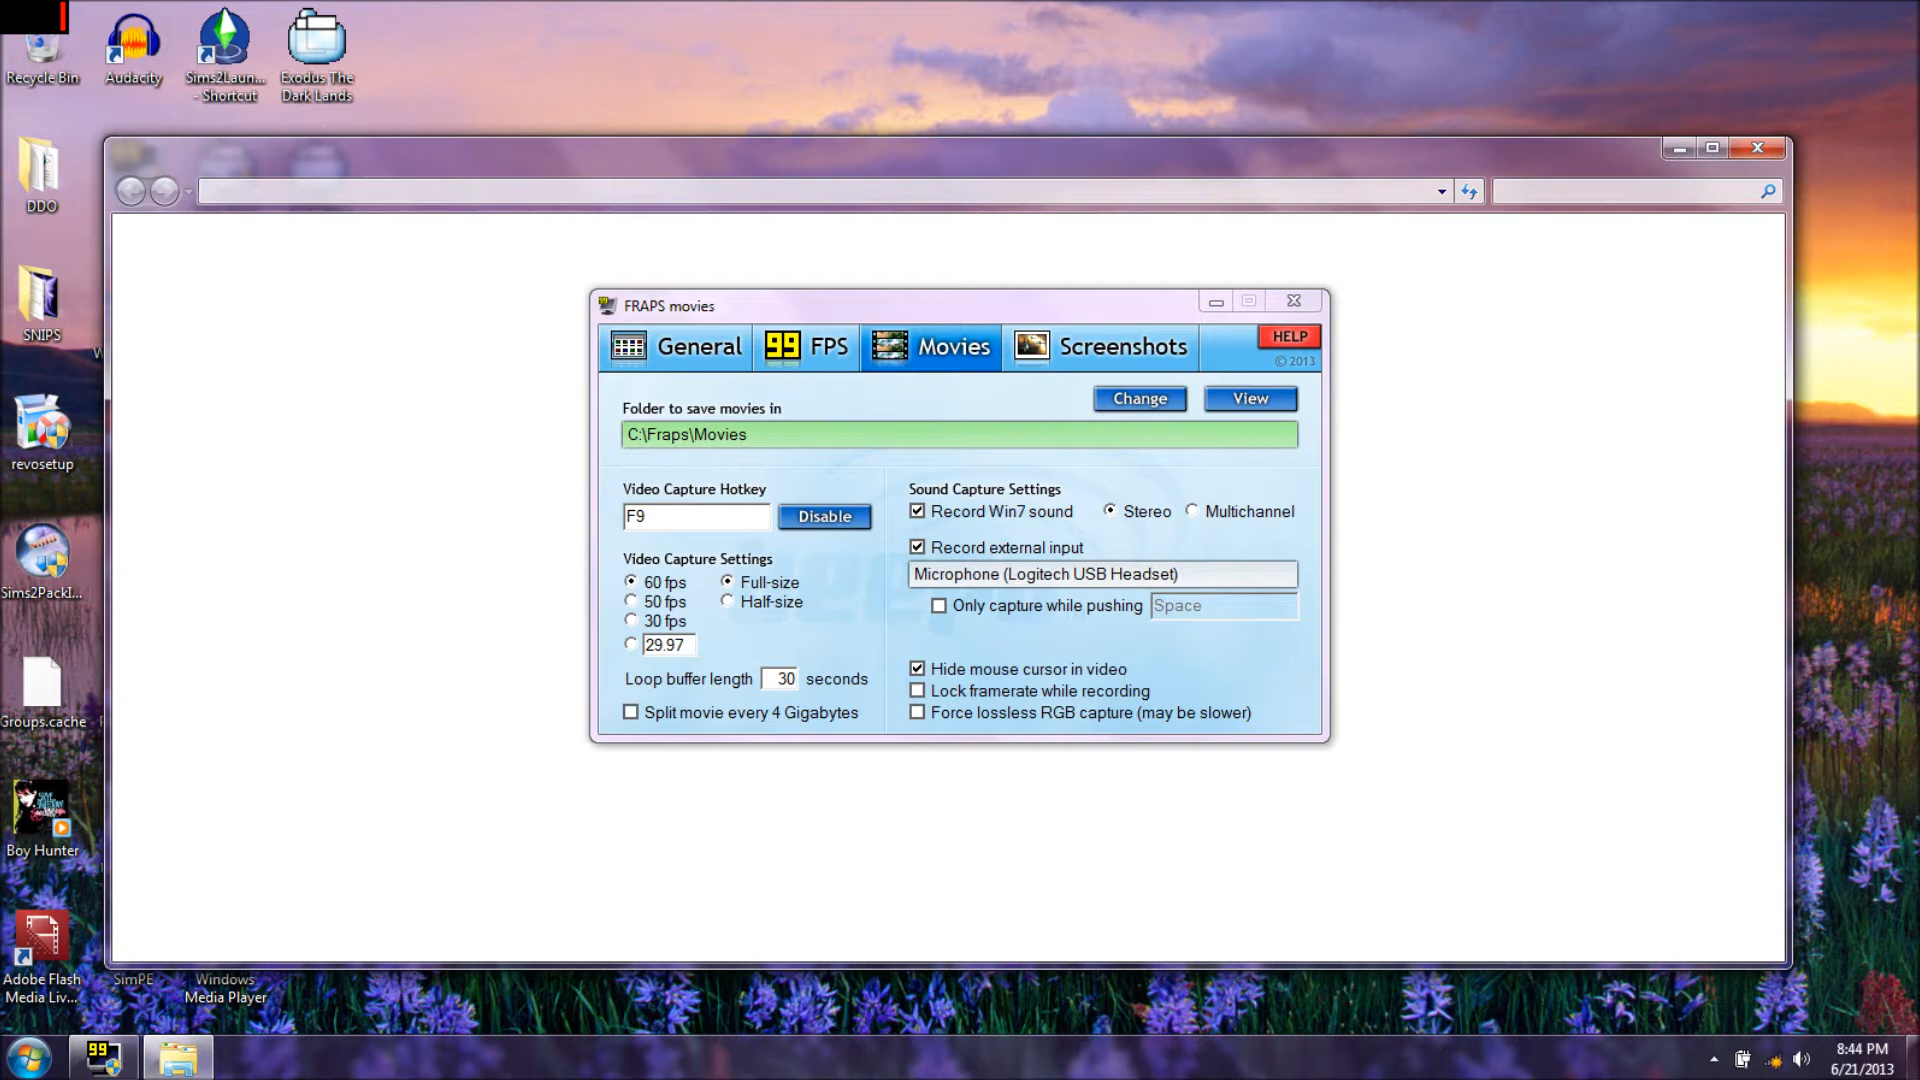 Recycle Bin
Audacity
Sims2Laun...
- Shortcut
Exodus The
Dark Lands
DDO
SNIPS
W
revosetup
Sims2PackI...
Groups.cache
Boy Hunter
Adobe Flash
Media Liv...
SimPE
Windows
Media Player
99
FRAPS movies
General
99 FPS
Movies
Screenshots
HELP
© 2013
Folder to save movies in
Change
View
C:\Fraps\Movies
Video Capture Hotkey
F9
Disable
Video Capture Settings
60 fps
Full-size
50 fps
Half-size
30 fps
29.97
Loop buffer length 30 seconds
Split movie every 4 Gigabytes
Sound Capture Settings
Record Win7 sound
Stereo
Multichannel
Record external input
Microphone (Logitech USB Headset)
Only capture while pushing
Space
Hide mouse cursor in video
Lock framerate while recording
Force lossless RGB capture (may be slower)
99
8:44 PM
6/21/2013